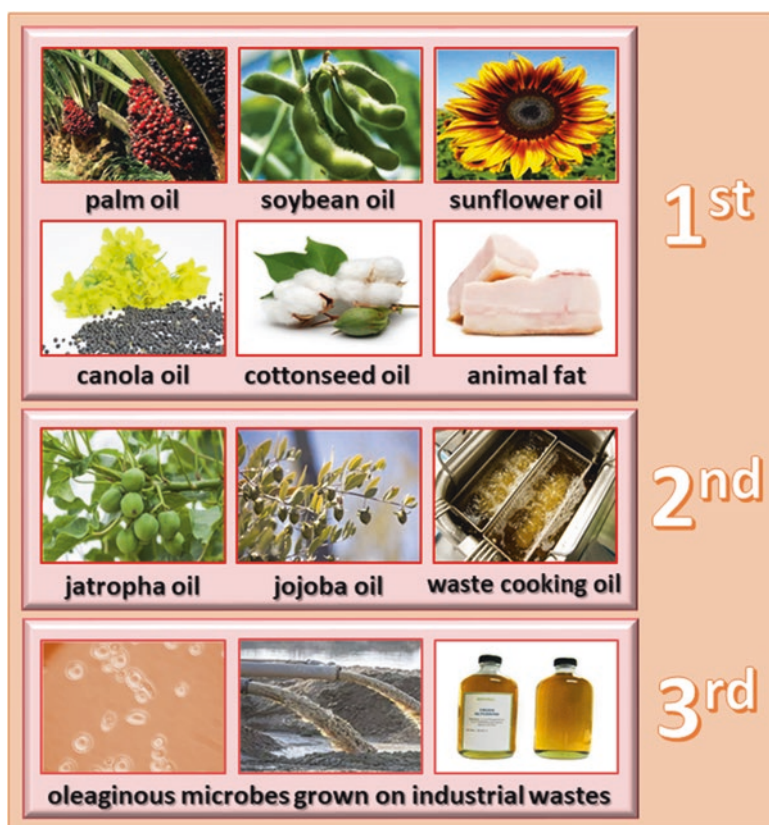 palm oil soybean oil sunflower oil
1st
canola oil cottonseed oil animal fat
jatropha oil jojoba oil waste cooking oil
2nd
3rd
oleaginous microbes grown on industrial wastes